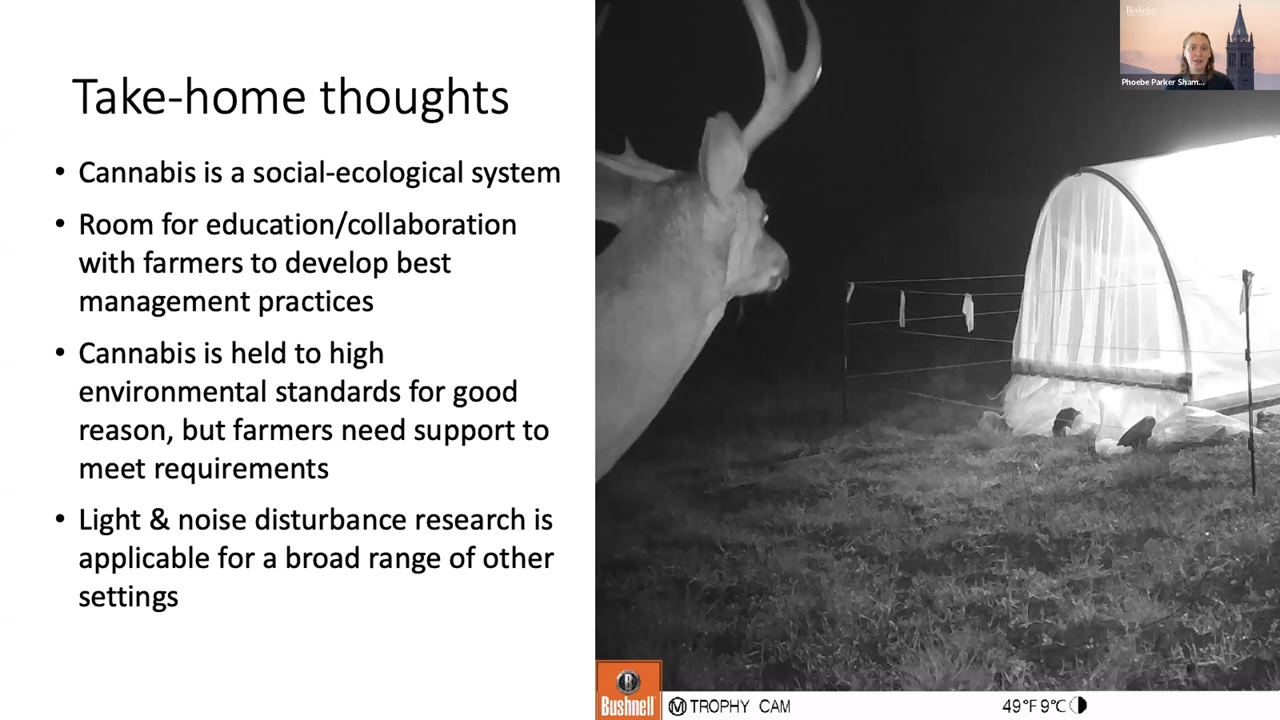 Take-home thoughts
• Cannabis is a social-ecological system
• Room for education/collaboration
with farmers to develop best
management practices
• Cannabis is held to high
environmental standards for good
reason, but farmers need support to
meet requirements
• Light & noise disturbance research is
applicable for a broad range of other
settings
Berkeley
Phoebe Parker Sham...
B
Bushnell
M TROPHY CAM
49°F 9°C